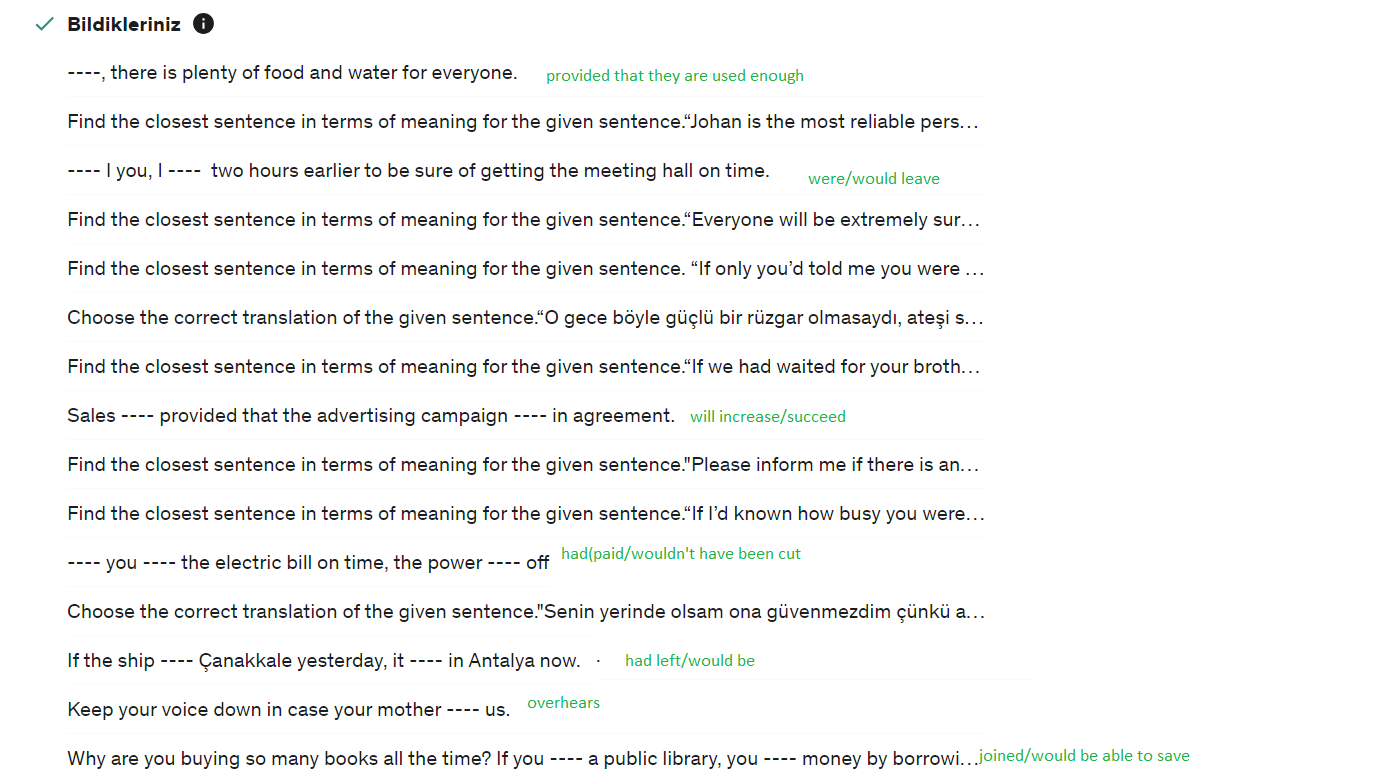 Bildikleriniz
----, there is plenty of food and water for everyone. provided that they are used enough
Find the closest sentence in terms of meaning for the given sentence.“Johan is the most reliable pers…
---- I you, I ---- two hours earlier to be sure of getting the meeting hall on time. were/would leave
Find the closest sentence in terms of meaning for the given sentence.“Everyone will be extremely sur…
Find the closest sentence in terms of meaning for the given sentence. “If only you’d told me you were …
Choose the correct translation of the given sentence.“O gece böyle güçlü bir rüzgar olmasaydı, ateşi s…
Find the closest sentence in terms of meaning for the given sentence.“If we had waited for your broth…
Sales ---- provided that the advertising campaign ---- in agreement. will increase/succeed
Find the closest sentence in terms of meaning for the given sentence."Please inform me if there is an…
Find the closest sentence in terms of meaning for the given sentence.“If I’d known how busy you were…
---- you ---- the electric bill on time, the power ---- off had(paid/wouldn't have been cut
Choose the correct translation of the given sentence."Senin yerinde olsam ona güvenmezdim çünkü a…
If the ship ---- Çanakkale yesterday, it ---- in Antalya now. · had left/would be
Keep your voice down in case your mother ---- us. overhears
Why are you buying so many books all the time? If you ---- a public library, you ---- money by borrowi… joined/would be able to save